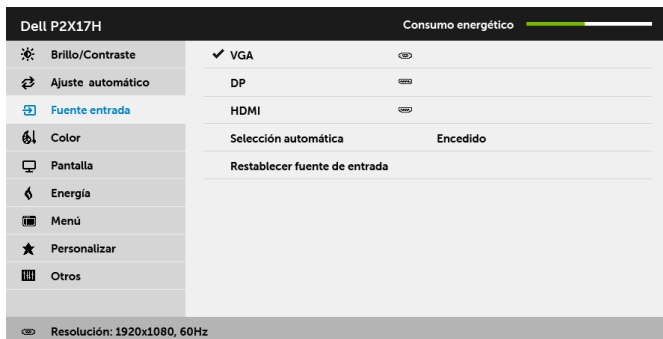 Dell P2X17H Consumo energético
Brillo/Contraste
VGA
Ajuste automático
DP
Fuente entrada
HDMI
Color
Selección automática Encedido
Pantalla
Restablecer fuente de entrada
Energía
Menú
Personalizar
Otros
Resolución: 1920x1080, 60Hz